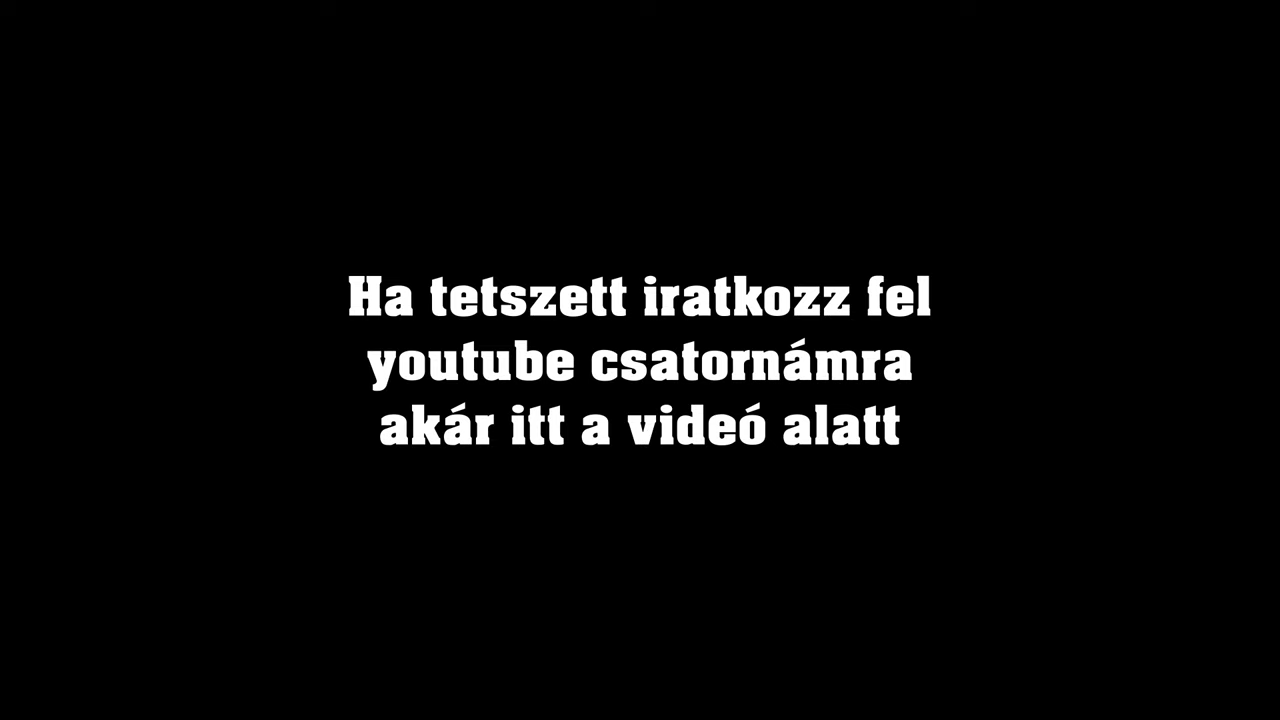 Ha tetszett iratkozz fel
youtube csatornámra
akár itt a videó alatt